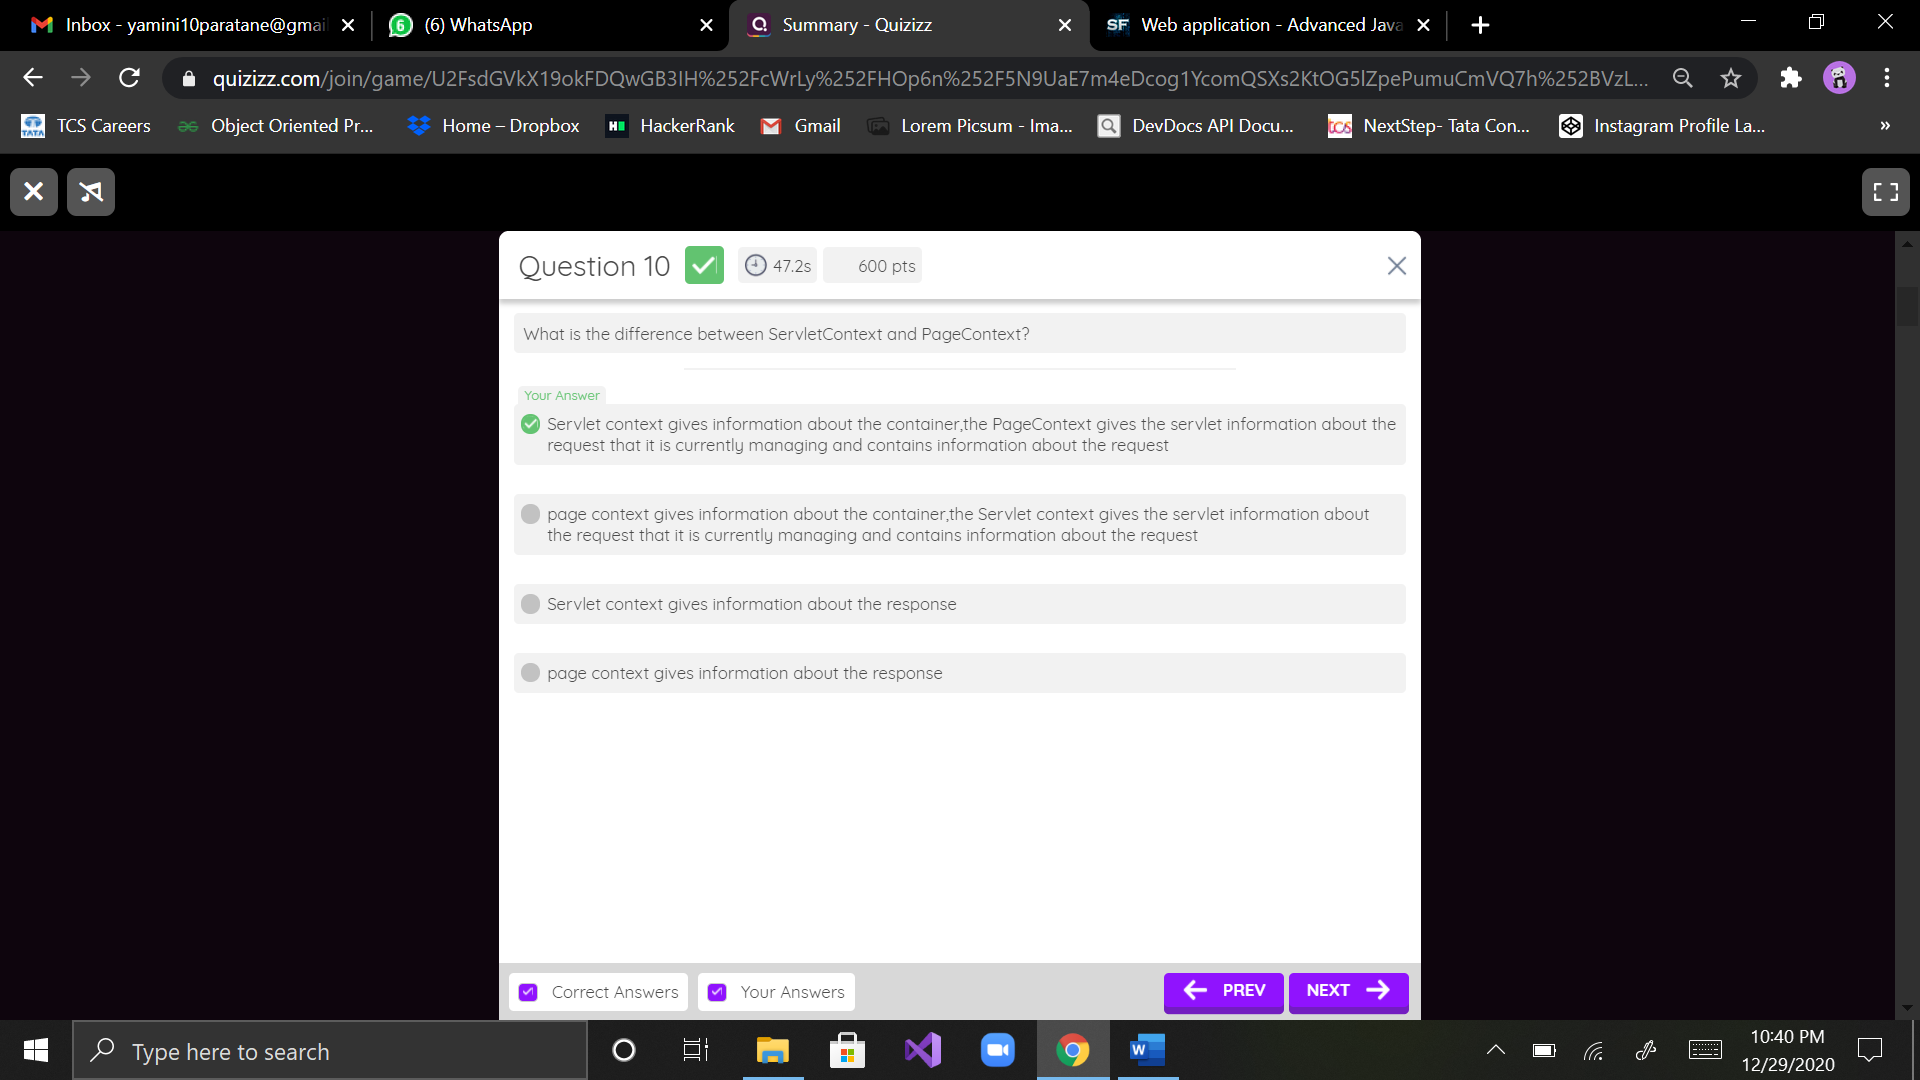 Inbox - yamini10paratane@gmai
(6) WhatsApp
Summary - Quizizz
SF Web application - Advanced Java
quizizz.com/join/game/U2FsdGVkX19okFDQwGB3IH%252FcWrLy%252FHOp6n%252F5N9UaE7m4eDcog1YcomQSXs2KtOG5lZpePumuCmVQ7h%252BVzL...
TATA TCS Careers
Object Oriented Pr...
Home – Dropbox
HackerRank
Gmail
Lorem Picsum - Ima...
DevDocs API Docu...
tcs NextStep- Tata Con...
Instagram Profile La...
»
Question 10
47.2s
600 pts
What is the difference between ServletContext and PageContext?
Your Answer
Servlet context gives information about the container,the PageContext gives the servlet information about the
request that it is currently managing and contains information about the request
page context gives information about the container,the Servlet context gives the servlet information about
the request that it is currently managing and contains information about the request
Servlet context gives information about the response
page context gives information about the response
Correct Answers
Your Answers
PREV
NEXT
Type here to search
10:40 PM
12/29/2020